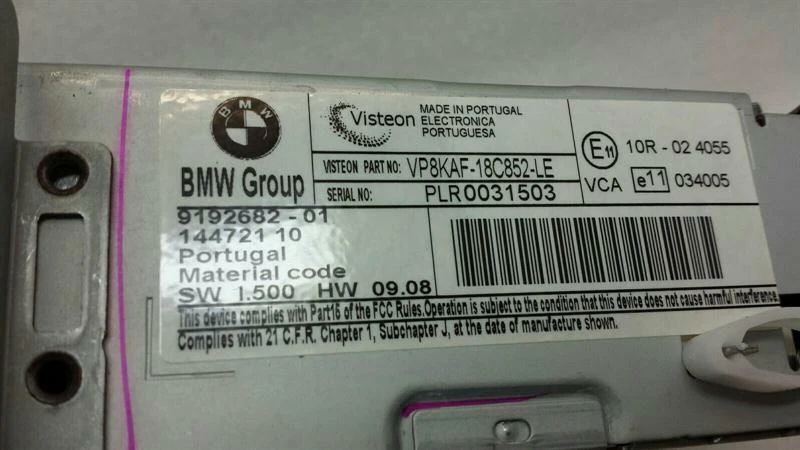 BMW
BMW Group
Visteon
MADE IN PORTUGAL
ELECTRONICA
PORTUGUESA
VISTEON PART NO: VP8KAF-18C852-LE
SERIAL NO: PLR0031503
E11 10R - 02 4055
VCA e11 034005
9192682 - 01
144721 10
Portugal
Material code
SW 1.500 HW 09.08
This device complies with Part16 of the FCC Rules.Operation is subject to the condition that this device does not cause harmful interference.
Complies with 21 C.F.R. Chapter 1, Subchapter J, at the date of manufacture shown.